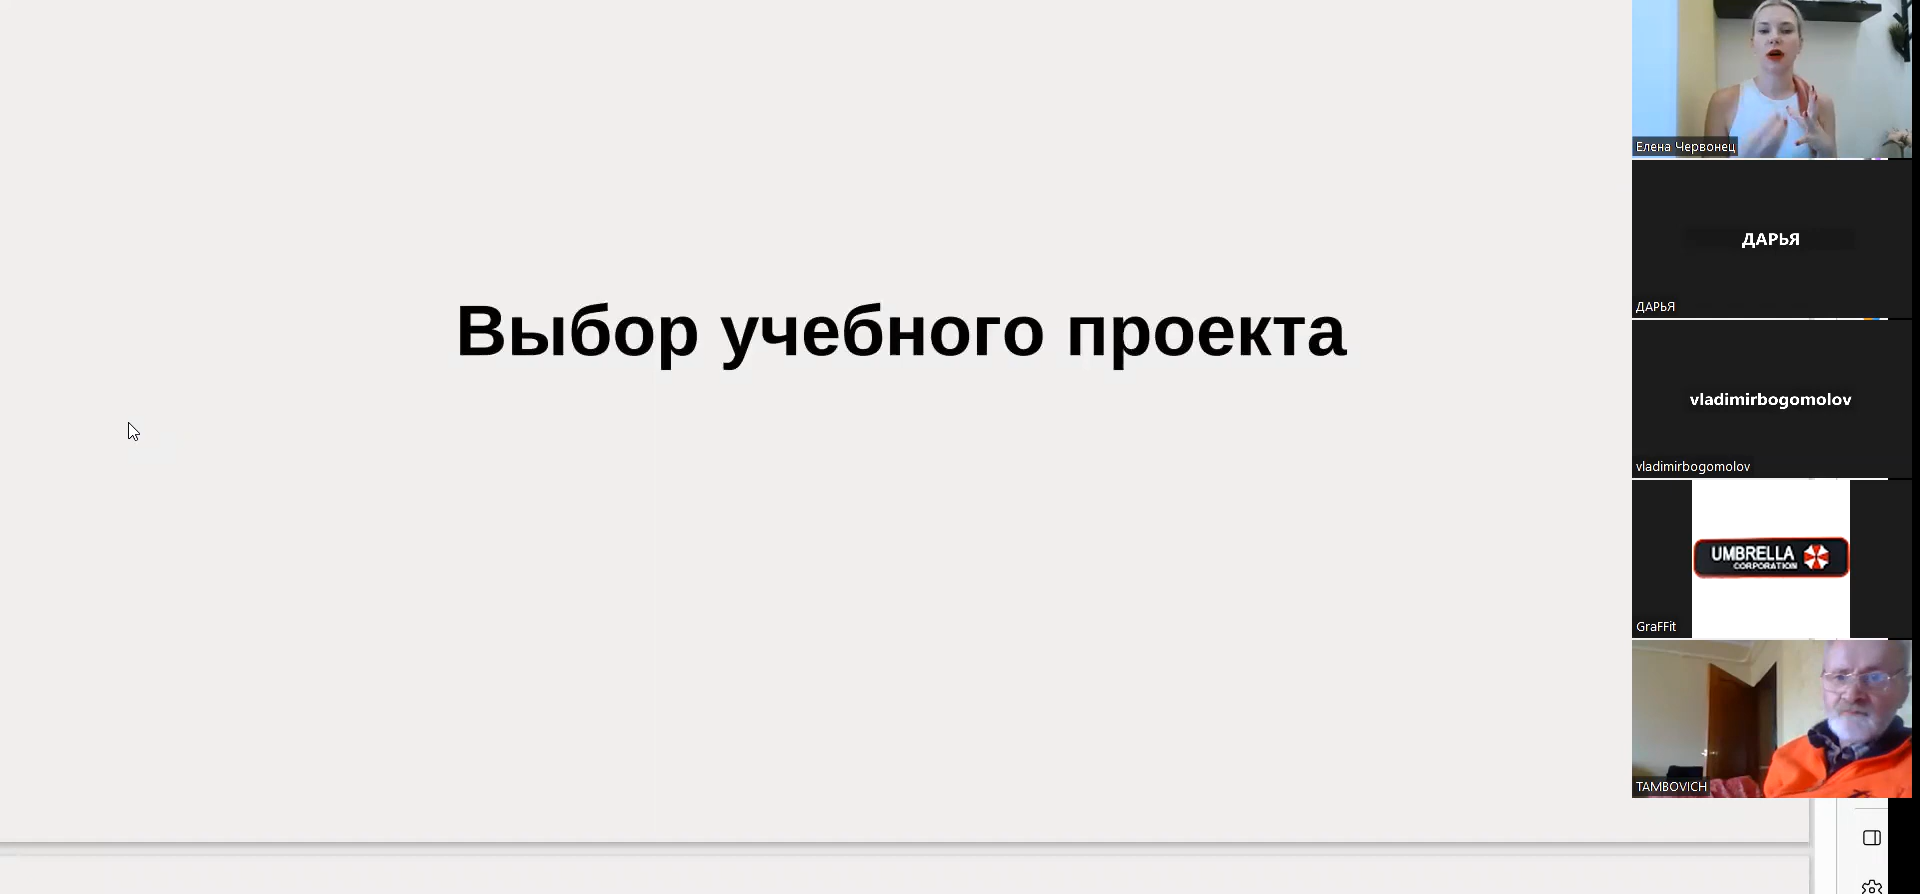 Выбор учебного проекта
Елена Червонец
ДАРЬЯ
ДАРЬЯ
vladimirbogomolov
vladimirbogomolov
UMBRELLA
CORPORATION
GraFFit
TAMBOVICH